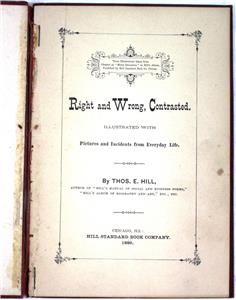 Right and Wrong, Contrasted.
ILLUSTRATED WITH
Pictures and Incidents from Everyday Life.
By THOS. E. HILL,
AUTHOR OF "HILL'S MANUAL OF SOCIAL AND BUSINESS FORMS,"
"HILL'S ALBUM OF BIOGRAPHY AND ART," ETC., ETC.
CHICAGO, ILL.:
HILL STANDARD BOOK COMPANY.